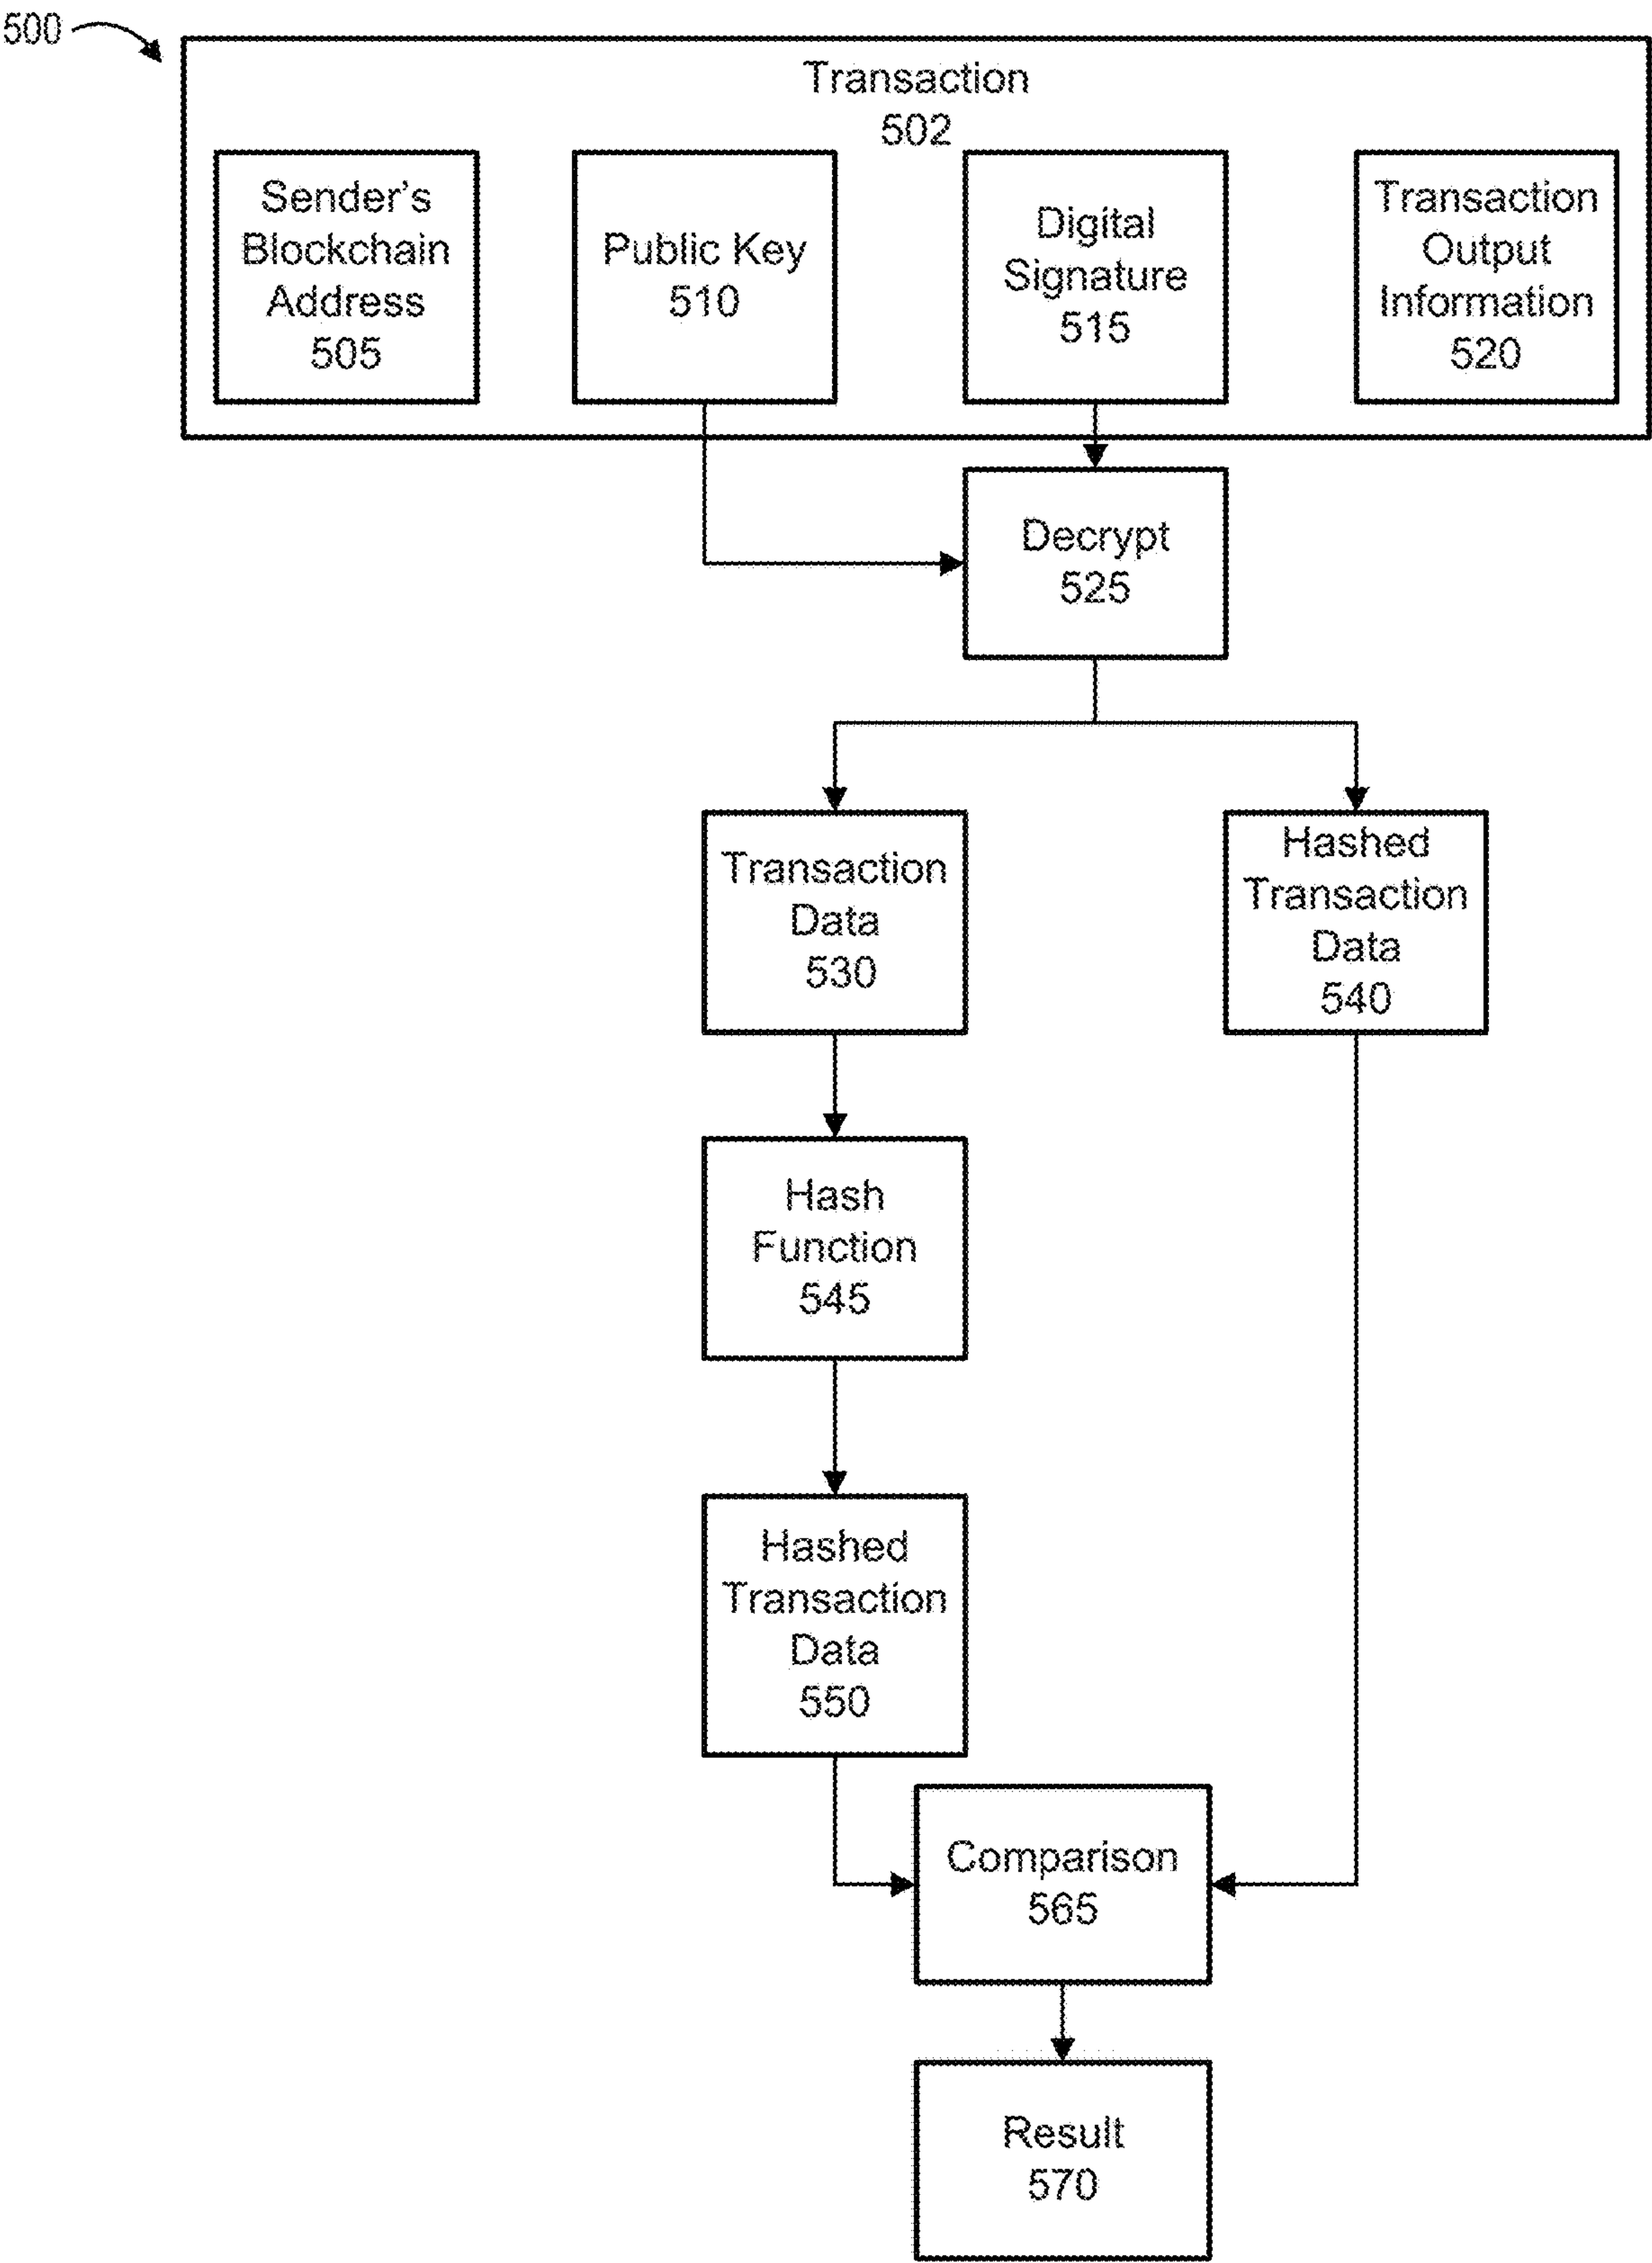 500
Transaction
502
Sender's
Blockchain
Address
505
Public Key
510
Digital
Signature
515
Transaction
Output
Information
520
Decrypt
525
Transaction
Data
530
Hashed
Transaction
Data
540
Hash
Function
545
Hashed
Transaction
Data
550
Comparison
565
Result
570